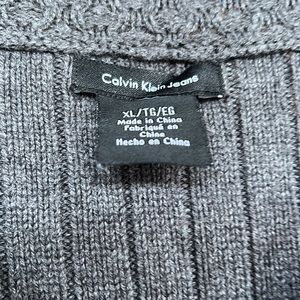 Calvin Klein Jeans
XL/TG/EG
Made in China
Fabriqué en
Chine
Hecho en China